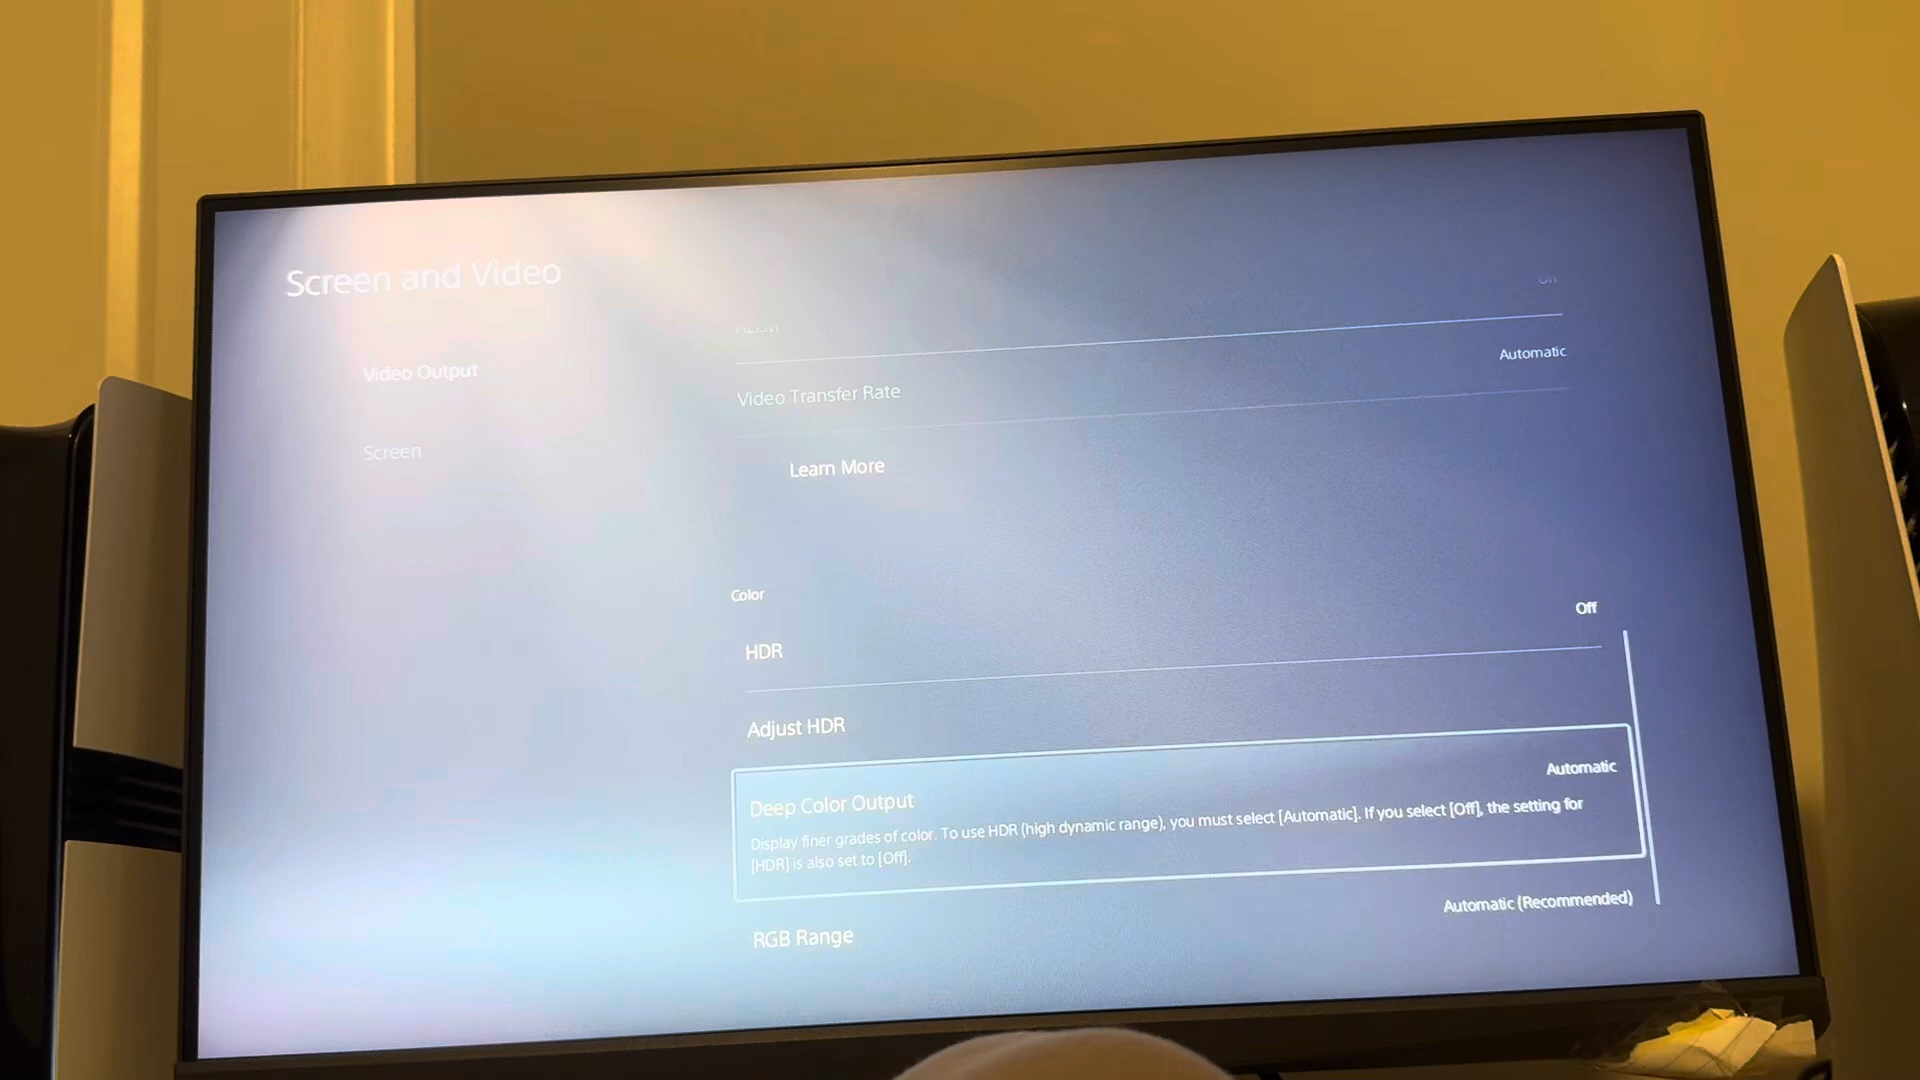 Screen and Video
Video Output
Screen
On
ALLM
Automatic
Video Transfer Rate
Learn More
Color
Off
HDR
Adjust HDR
Automatic
Deep Color Output
Display finer grades of color. To use HDR (high dynamic range), you must select [Automatic]. If you select [Off], the setting for
[HDR] is also set to [Off].
Automatic (Recommended)
RGB Range